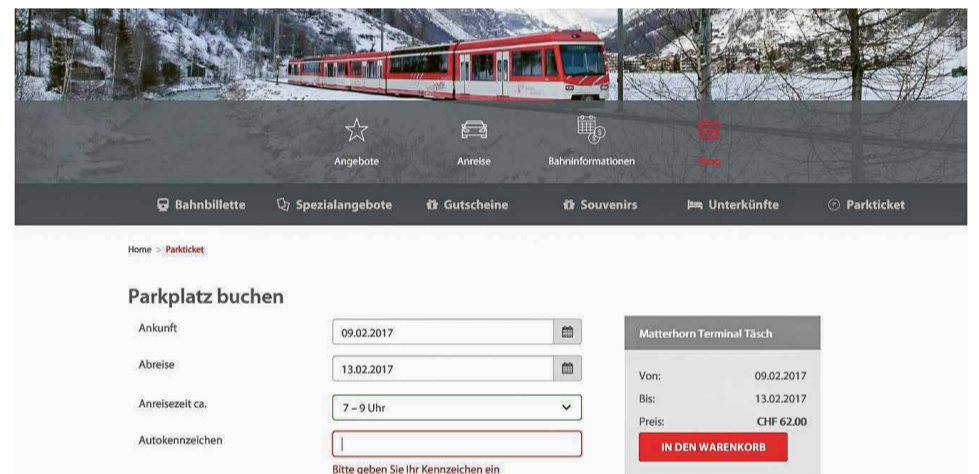 Angebote
Anreise
Bahninformationen
Shop
Bahnbillette
Spezialangebote
Gutscheine
Souvenirs
Unterkünfte
Parkticket
Home > Parkticket
Parkplatz buchen
Ankunft
09.02.2017
Abreise
13.02.2017
Anreisezeit ca.
7 – 9 Uhr
Autokennzeichen
Bitte geben Sie Ihr Kennzeichen ein
Matterhorn Terminal Täsch
Von: 09.02.2017
Bis: 13.02.2017
Preis: CHF 62.00
IN DEN WARENKORB